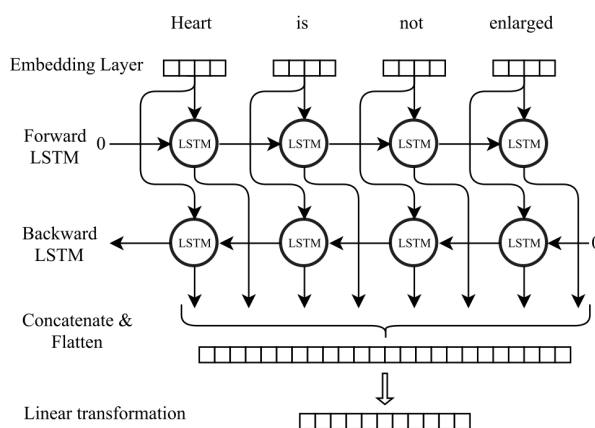 Heart is not enlarged
Embedding Layer
Forward
LSTM
0
LSTM LSTM LSTM LSTM
Backward
LSTM
LSTM LSTM LSTM LSTM
0
Concatenate &
Flatten
Linear transformation